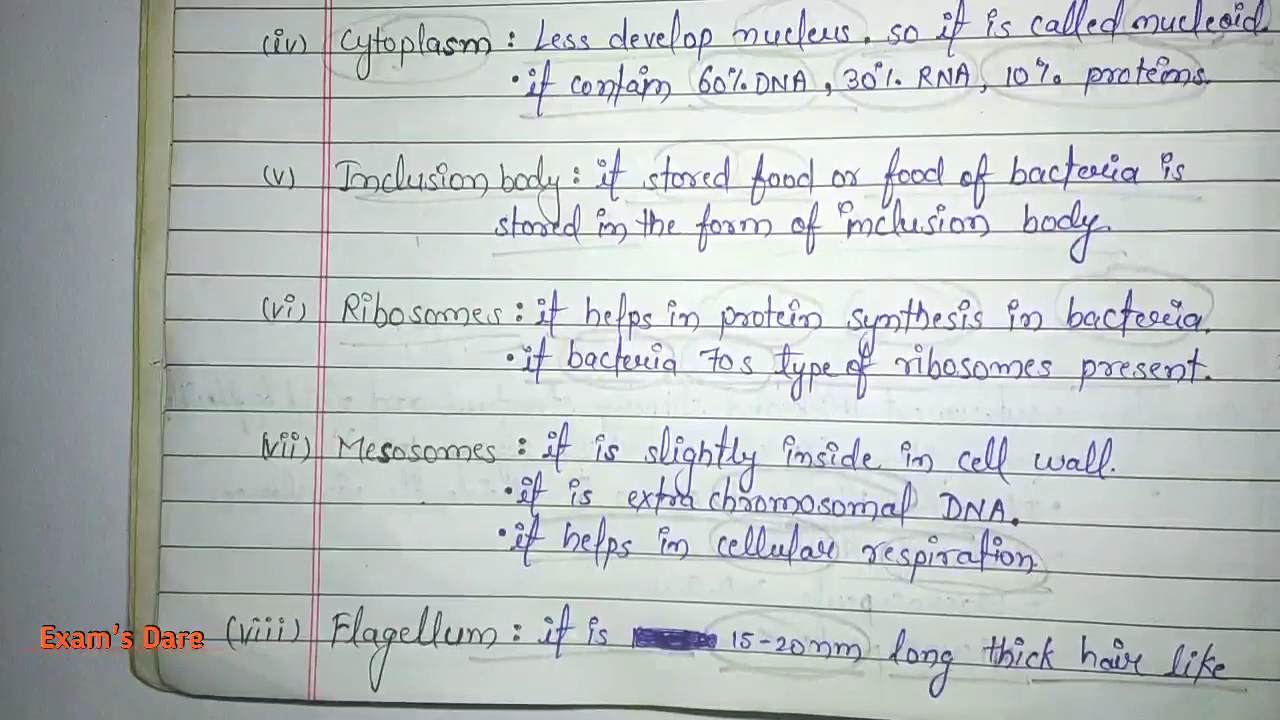 (iv) Cytoplasm : Less develop nucleus. so it is called nucleoid.
• it contain 60% DNA, 30% RNA, 10% proteins.
(v) Inclusion body : it stored food or food of bacteria is
stored in the form of inclusion body.
(vi) Ribosomes : it helps in protein synthesis in bacteria.
• it bacteria 70s type of ribosomes present.
(vii) Mesosomes : it is slightly inside in cell wall.
• it is extra chromosomal DNA.
• it helps in cellular respiration
(viii) Flagellum : it is 15-20nm long thick hair like
Exam's Dare